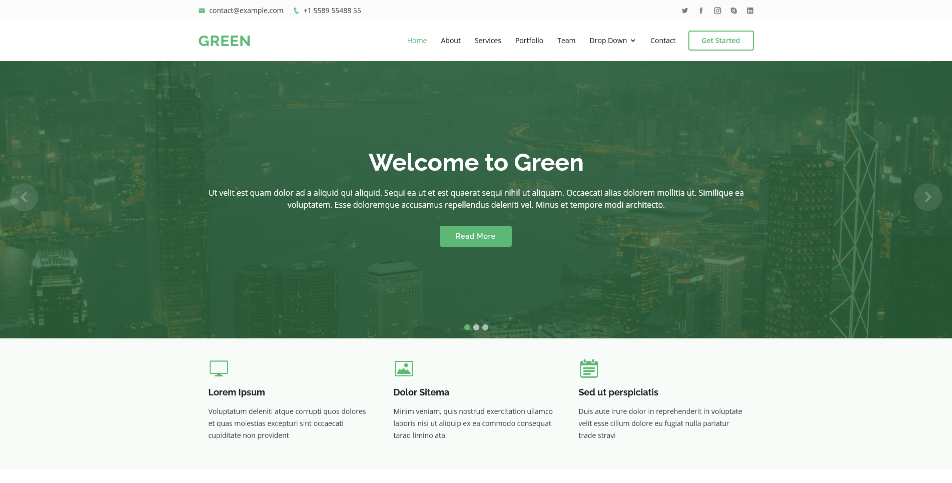 contact@example.com +1 5589 55488 55
GREEN Home About Services Portfolio Team Drop Down Contact Get Started
Welcome to Green
Ut velit est quam dolor ad a aliquid qui aliquid. Sequi ea ut et est quaerat sequi nihil ut aliquam. Occaecati alias dolorem mollitia ut. Similique ea
voluptatem. Esse doloremque accusamus repellendus deleniti vel. Minus et tempore modi architecto.
Read More
Lorem Ipsum
Voluptatum deleniti atque corrupti quos dolores
et quas molestias excepturi sint occaecati
cupiditate non provident
Dolor Sitema
Minim veniam, quis nostrud exercitation ullamco
laboris nisi ut aliquip ex ea commodo consequat
tarad limino ata
Sed ut perspiciatis
Duis aute irure dolor in reprehenderit in voluptate
velit esse cillum dolore eu fugiat nulla pariatur
trade stravi